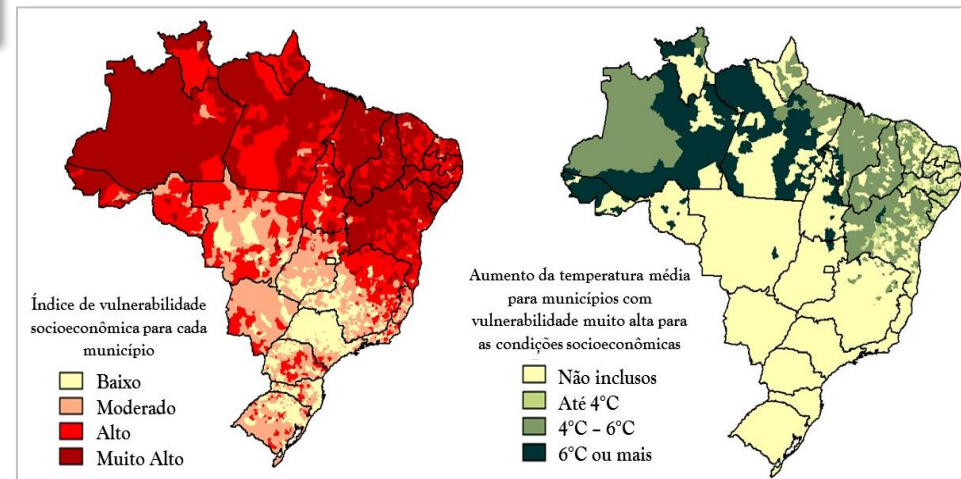 Índice de vulnerabilidade
socioeconômica para cada
município
Baixo
Moderado
Alto
Muito Alto
Aumento da temperatura média
para municípios com
vulnerabilidade muito alta para
as condições socioeconômicas
Não inclusos
Até 4°C
4°C – 6°C
6°C ou mais